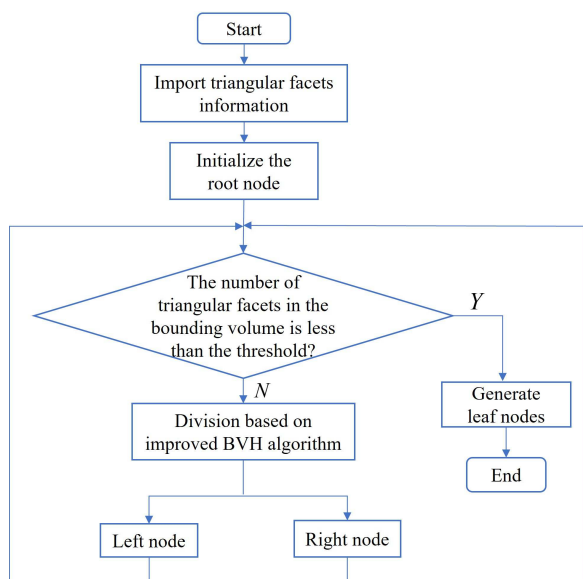 Start
Import triangular facets
information
Initialize the
root node
The number of
triangular facets in the
bounding volume is less
than the threshold?
Y
N
Generate
leaf nodes
Division based on
improved BVH algorithm
End
Left node
Right node